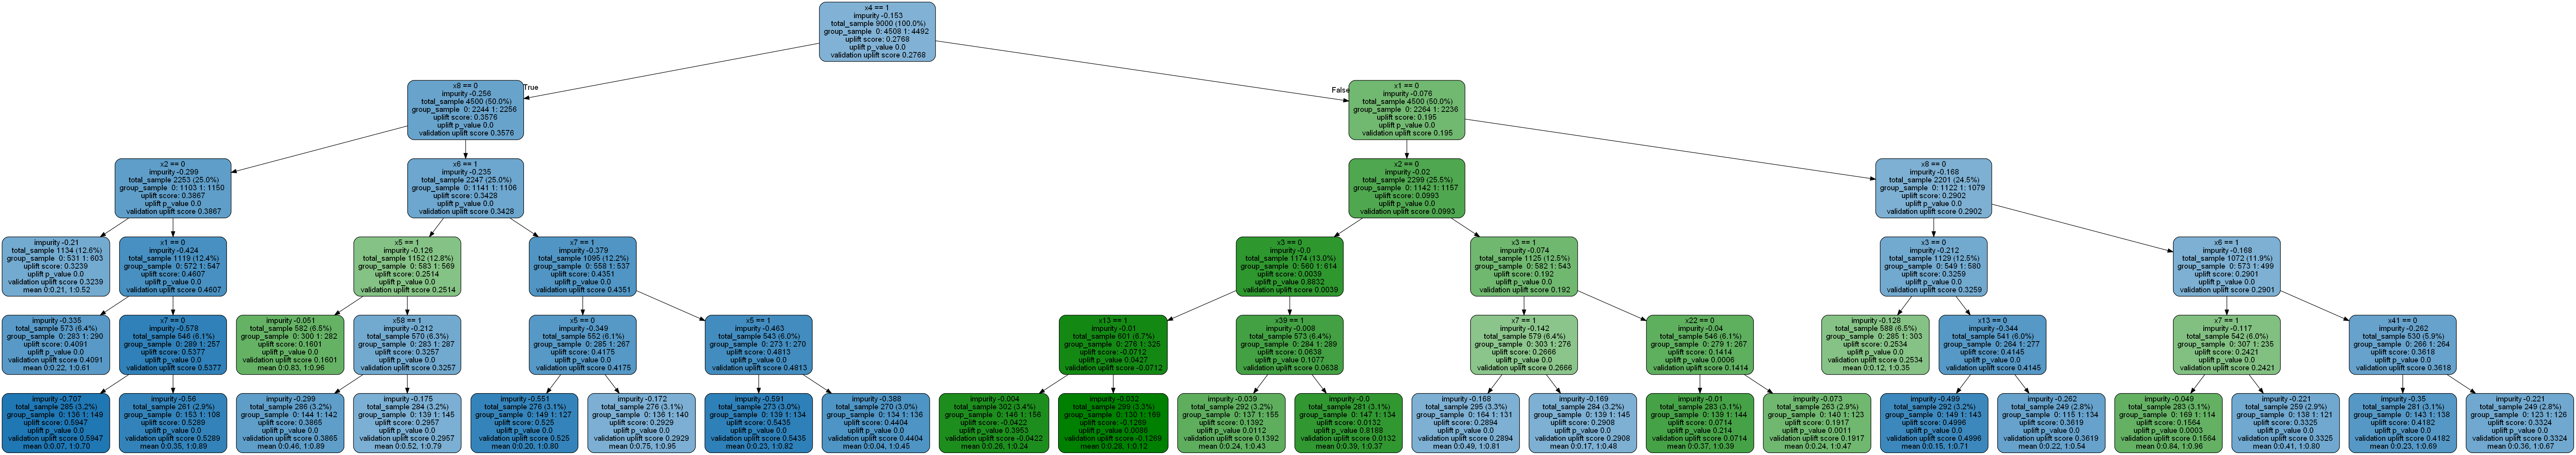 x4 == 1
impurity -0.153
total_sample 9000 (100.0%)
group_sample 0: 4508 1: 4492
uplift score: 0.2768
uplift p_value 0.0
validation uplift score 0.2768
True
False
x8 == 0
impurity -0.256
total_sample 4500 (50.0%)
group_sample 0: 2244 1: 2256
uplift score: 0.3576
uplift p_value 0.0
validation uplift score 0.3576
x1 == 0
impurity -0.076
total_sample 4500 (50.0%)
group_sample 0: 2264 1: 2236
uplift score: 0.195
uplift p_value 0.0
validation uplift score 0.195
x2 == 0
impurity -0.299
total_sample 2253 (25.0%)
group_sample 0: 1103 1: 1150
uplift score: 0.3867
uplift p_value 0.0
validation uplift score 0.3867
x6 == 1
impurity -0.235
total_sample 2247 (25.0%)
group_sample 0: 1141 1: 1106
uplift score: 0.3428
uplift p_value 0.0
validation uplift score 0.3428
x2 == 0
impurity -0.02
total_sample 2299 (25.5%)
group_sample 0: 1142 1: 1157
uplift score: 0.0993
uplift p_value 0.0
validation uplift score 0.0993
x8 == 0
impurity -0.168
total_sample 2201 (24.5%)
group_sample 0: 1122 1: 1079
uplift score: 0.2902
uplift p_value 0.0
validation uplift score 0.2902
impurity -0.21
total_sample 1134 (12.6%)
group_sample 0: 531 1: 603
uplift score: 0.3239
uplift p_value 0.0
validation uplift score 0.3239
mean 0:0.21, 1:0.52
x1 == 0
impurity -0.424
total_sample 1119 (12.4%)
group_sample 0: 572 1: 547
uplift score: 0.4607
uplift p_value 0.0
validation uplift score 0.4607
x5 == 1
impurity -0.126
total_sample 1152 (12.8%)
group_sample 0: 583 1: 569
uplift score: 0.2514
uplift p_value 0.0
validation uplift score 0.2514
x7 == 1
impurity -0.379
total_sample 1095 (12.2%)
group_sample 0: 558 1: 537
uplift score: 0.4351
uplift p_value 0.0
validation uplift score 0.4351
x3 == 0
impurity -0.0
total_sample 1174 (13.0%)
group_sample 0: 560 1: 614
uplift score: 0.0039
uplift p_value 0.8832
validation uplift score 0.0039
x3 == 1
impurity -0.074
total_sample 1125 (12.5%)
group_sample 0: 582 1: 543
uplift score: 0.192
uplift p_value 0.0
validation uplift score 0.192
x3 == 0
impurity -0.212
total_sample 1129 (12.5%)
group_sample 0: 549 1: 580
uplift score: 0.3259
uplift p_value 0.0
validation uplift score 0.3259
x6 == 1
impurity -0.168
total_sample 1072 (11.9%)
group_sample 0: 573 1: 499
uplift score: 0.2901
uplift p_value 0.0
validation uplift score 0.2901
impurity -0.335
total_sample 573 (6.4%)
group_sample 0: 283 1: 290
uplift score: 0.4091
uplift p_value 0.0
validation uplift score 0.4091
mean 0:0.22, 1:0.61
x7 == 0
impurity -0.578
total_sample 546 (6.1%)
group_sample 0: 289 1: 257
uplift score: 0.5377
uplift p_value 0.0
validation uplift score 0.5377
impurity -0.051
total_sample 582 (6.5%)
group_sample 0: 300 1: 282
uplift score: 0.1601
uplift p_value 0.0
validation uplift score 0.1601
mean 0:0.83, 1:0.96
x58 == 1
impurity -0.212
total_sample 570 (6.3%)
group_sample 0: 283 1: 287
uplift score: 0.3257
uplift p_value 0.0
validation uplift score 0.3257
x5 == 0
impurity -0.349
total_sample 552 (6.1%)
group_sample 0: 285 1: 267
uplift score: 0.4175
uplift p_value 0.0
validation uplift score 0.4175
x5 == 1
impurity -0.463
total_sample 543 (6.0%)
group_sample 0: 273 1: 270
uplift score: 0.4813
uplift p_value 0.0
validation uplift score 0.4813
x13 == 1
impurity -0.01
total_sample 601 (6.7%)
group_sample 0: 276 1: 325
uplift score: -0.0712
uplift p_value 0.0427
validation uplift score -0.0712
x39 == 1
impurity -0.008
total_sample 573 (6.4%)
group_sample 0: 284 1: 289
uplift score: 0.0638
uplift p_value 0.1077
validation uplift score 0.0638
x7 == 1
impurity -0.142
total_sample 579 (6.4%)
group_sample 0: 303 1: 276
uplift score: 0.2666
uplift p_value 0.0
validation uplift score 0.2666
x22 == 0
impurity -0.04
total_sample 546 (6.1%)
group_sample 0: 279 1: 267
uplift score: 0.1414
uplift p_value 0.0006
validation uplift score 0.1414
impurity -0.128
total_sample 588 (6.5%)
group_sample 0: 285 1: 303
uplift score: 0.2534
uplift p_value 0.0
validation uplift score 0.2534
mean 0:0.12, 1:0.35
x13 == 0
impurity -0.344
total_sample 541 (6.0%)
group_sample 0: 264 1: 277
uplift score: 0.4145
uplift p_value 0.0
validation uplift score 0.4145
x7 == 1
impurity -0.117
total_sample 542 (6.0%)
group_sample 0: 307 1: 235
uplift score: 0.2421
uplift p_value 0.0
validation uplift score 0.2421
x41 == 0
impurity -0.262
total_sample 530 (5.9%)
group_sample 0: 266 1: 264
uplift score: 0.3618
uplift p_value 0.0
validation uplift score 0.3618
impurity -0.707
total_sample 285 (3.2%)
group_sample 0: 136 1: 149
uplift score: 0.5947
uplift p_value 0.0
validation uplift score 0.5947
mean 0:0.07, 1:0.70
impurity -0.56
total_sample 261 (2.9%)
group_sample 0: 153 1: 108
uplift score: 0.5289
uplift p_value 0.0
validation uplift score 0.5289
mean 0:0.35, 1:0.89
impurity -0.299
total_sample 286 (3.2%)
group_sample 0: 144 1: 142
uplift score: 0.3865
uplift p_value 0.0
validation uplift score 0.3865
mean 0:0.46, 1:0.89
impurity -0.175
total_sample 284 (3.2%)
group_sample 0: 139 1: 145
uplift score: 0.2957
uplift p_value 0.0
validation uplift score 0.2957
mean 0:0.52, 1:0.79
impurity -0.551
total_sample 276 (3.1%)
group_sample 0: 149 1: 127
uplift score: 0.525
uplift p_value 0.0
validation uplift score 0.525
mean 0:0.20, 1:0.80
impurity -0.172
total_sample 276 (3.1%)
group_sample 0: 136 1: 140
uplift score: 0.2929
uplift p_value 0.0
validation uplift score 0.2929
mean 0:0.75, 1:0.95
impurity -0.591
total_sample 273 (3.0%)
group_sample 0: 139 1: 134
uplift score: 0.5435
uplift p_value 0.0
validation uplift score 0.5435
mean 0:0.23, 1:0.82
impurity -0.388
total_sample 270 (3.0%)
group_sample 0: 134 1: 136
uplift score: 0.4404
uplift p_value 0.0
validation uplift score 0.4404
mean 0:0.04, 1:0.45
impurity -0.004
total_sample 302 (3.4%)
group_sample 0: 146 1: 156
uplift score: -0.0422
uplift p_value 0.3953
validation uplift score -0.0422
mean 0:0.26, 1:0.24
impurity -0.032
total_sample 299 (3.3%)
group_sample 0: 130 1: 169
uplift score: -0.1269
uplift p_value 0.0086
validation uplift score -0.1269
mean 0:0.28, 1:0.12
impurity -0.039
total_sample 292 (3.2%)
group_sample 0: 137 1: 155
uplift score: 0.1392
uplift p_value 0.0112
validation uplift score 0.1392
mean 0:0.24, 1:0.43
impurity -0.0
total_sample 281 (3.1%)
group_sample 0: 147 1: 134
uplift score: 0.0132
uplift p_value 0.8188
validation uplift score 0.0132
mean 0:0.39, 1:0.37
impurity -0.168
total_sample 295 (3.3%)
group_sample 0: 164 1: 131
uplift score: 0.2894
uplift p_value 0.0
validation uplift score 0.2894
mean 0:0.49, 1:0.81
impurity -0.169
total_sample 284 (3.2%)
group_sample 0: 139 1: 145
uplift score: 0.2908
uplift p_value 0.0
validation uplift score 0.2908
mean 0:0.17, 1:0.48
impurity -0.01
total_sample 283 (3.1%)
group_sample 0: 139 1: 144
uplift score: 0.0714
uplift p_value 0.214
validation uplift score 0.0714
mean 0:0.37, 1:0.39
impurity -0.073
total_sample 263 (2.9%)
group_sample 0: 140 1: 123
uplift score: 0.1917
uplift p_value 0.0011
validation uplift score 0.1917
mean 0:0.24, 1:0.47
impurity -0.499
total_sample 292 (3.2%)
group_sample 0: 149 1: 143
uplift score: 0.4996
uplift p_value 0.0
validation uplift score 0.4996
mean 0:0.15, 1:0.71
impurity -0.262
total_sample 249 (2.8%)
group_sample 0: 115 1: 134
uplift score: 0.3619
uplift p_value 0.0
validation uplift score 0.3619
mean 0:0.22, 1:0.54
impurity -0.049
total_sample 283 (3.1%)
group_sample 0: 169 1: 114
uplift score: 0.1564
uplift p_value 0.0003
validation uplift score 0.1564
mean 0:0.84, 1:0.96
impurity -0.221
total_sample 259 (2.9%)
group_sample 0: 138 1: 121
uplift score: 0.3325
uplift p_value 0.0
validation uplift score 0.3325
mean 0:0.41, 1:0.80
impurity -0.35
total_sample 281 (3.1%)
group_sample 0: 143 1: 138
uplift score: 0.4182
uplift p_value 0.0
validation uplift score 0.4182
mean 0:0.23, 1:0.69
impurity -0.221
total_sample 249 (2.8%)
group_sample 0: 123 1: 126
uplift score: 0.3324
uplift p_value 0.0
validation uplift score 0.3324
mean 0:0.36, 1:0.67